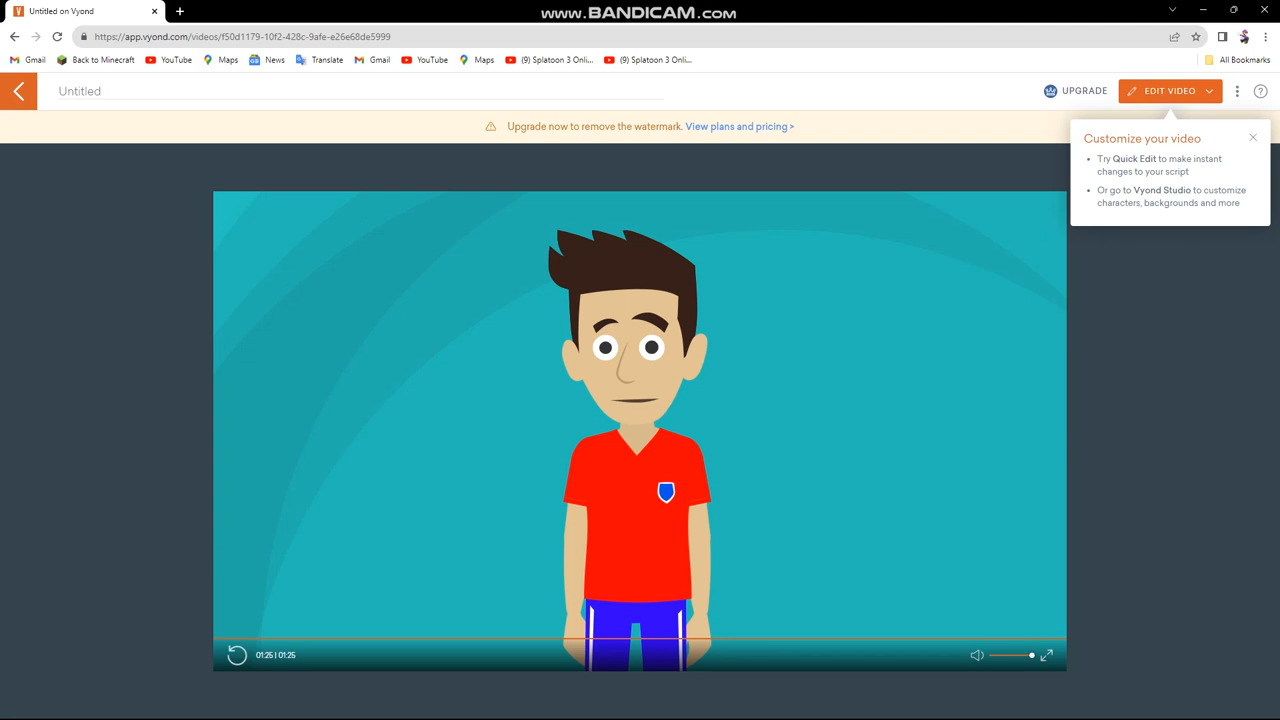 Untitled on Vyond
www.BANDICAM.com
https://app.vyond.com/videos/f50d1179-10f2-428c-9afe-e26e68de5999
Gmail Back to Minecraft YouTube Maps News Translate Gmail YouTube Maps (9) Splatoon 3 Onli... (9) Splatoon 3 Onli... All Bookmarks
Untitled UPGRADE EDIT VIDEO
Upgrade now to remove the watermark. View plans and pricing >
Customize your video
• Try Quick Edit to make instant
changes to your script
• Or go to Vyond Studio to customize
characters, backgrounds and more
01:25 | 01:25